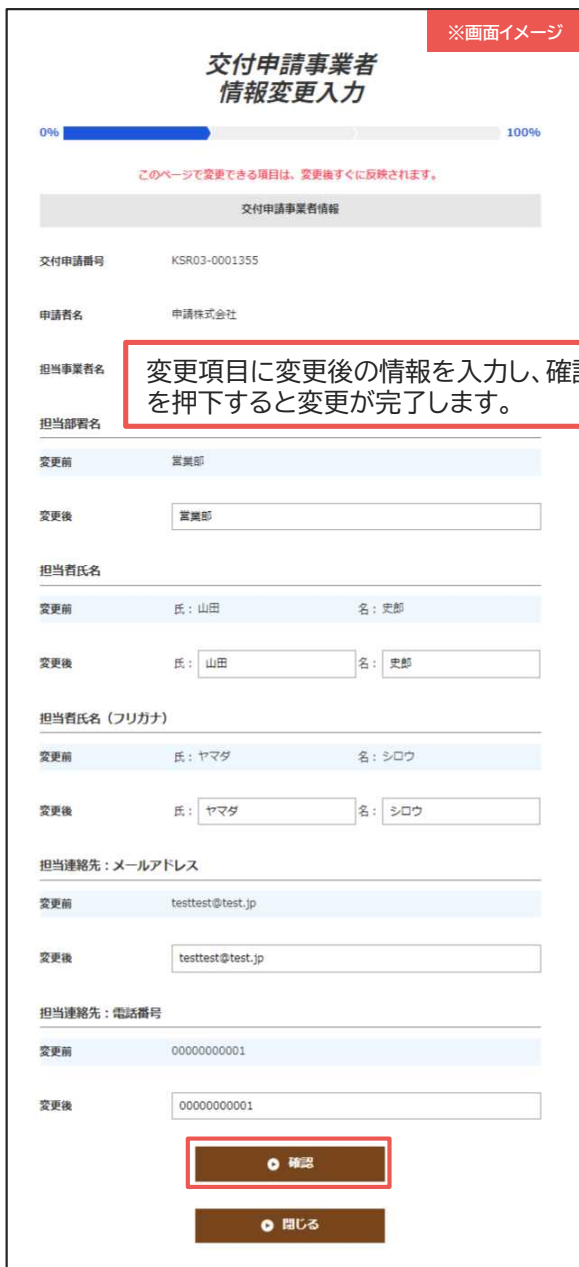 ※画面イメージ
交付申請事業者
情報変更入力
0% 100%
このページで変更できる項目は、変更後すぐに反映されます。
交付申請事業者情報
交付申請番号 KSR03-0001355
申請者名 申請株式会社
担当事業者名
変更項目に変更後の情報を入力し、確認
を押下すると変更が完了します。
担当部署名
変更前 営業部
変更後 営業部
担当者氏名
変更前 氏：山田 名：史郎
変更後 氏：山田 名：史郎
担当者氏名（フリガナ）
変更前 氏：ヤマダ 名：シロウ
変更後 氏：ヤマダ 名：シロウ
担当連絡先：メールアドレス
変更前 testtest@test.jp
変更後 testtest@test.jp
担当連絡先：電話番号
変更前 00000000001
変更後 00000000001
確認
閉じる